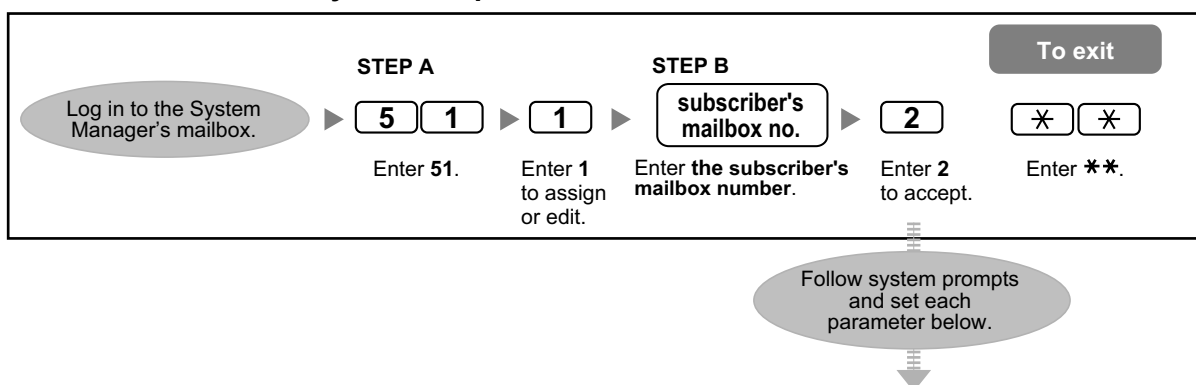 To exit
STEP A
STEP B
Log in to the System
Manager's mailbox.
5 1
1
subscriber's
mailbox no.
2
* *
Enter 51.
Enter 1
to assign
or edit.
Enter the subscriber's
mailbox number.
Enter 2
to accept.
Enter **.
Follow system prompts
and set each
parameter below.